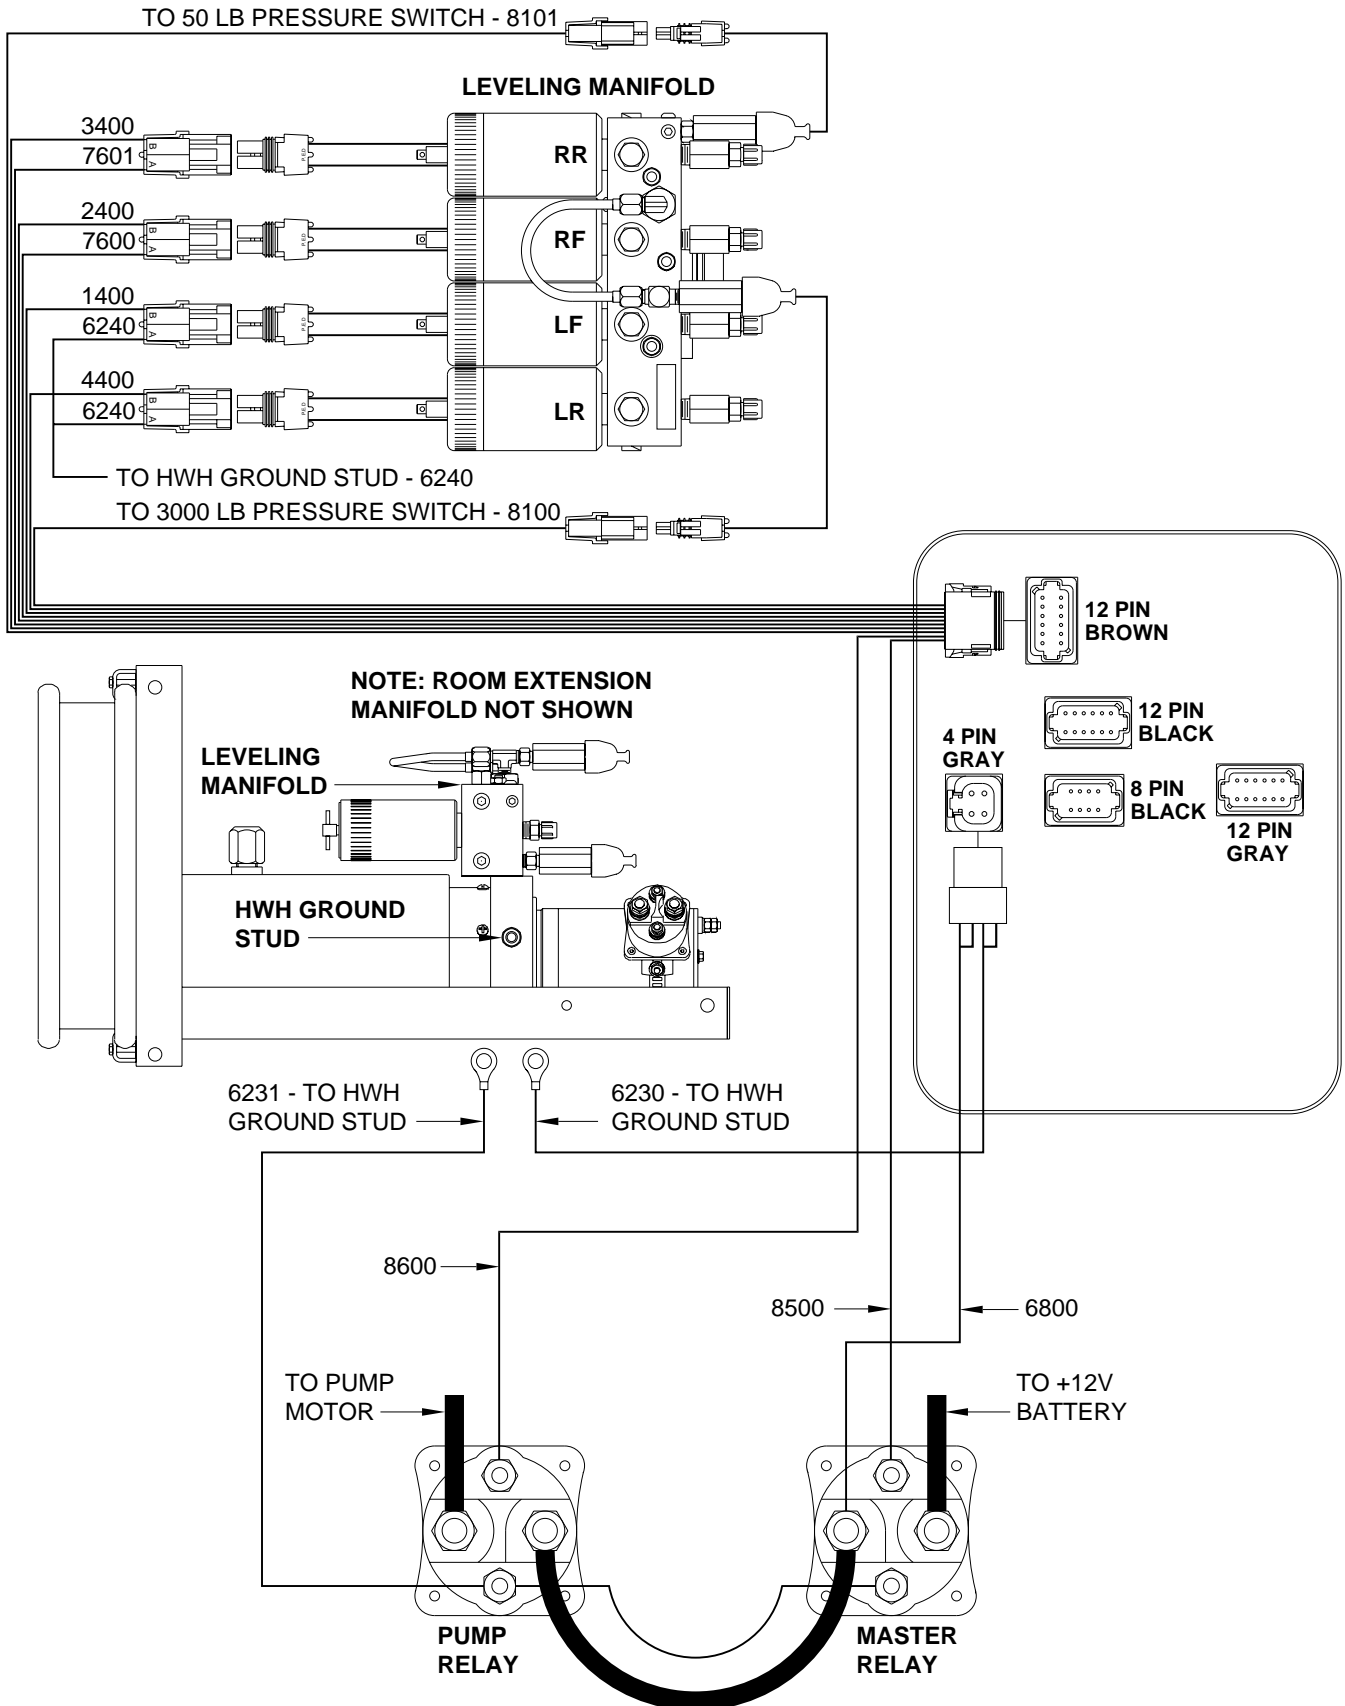 TO 50 LB PRESSURE SWITCH - 8101
LEVELING MANIFOLD
3400
7601
B
A
P.E.D
RR
2400
7600
B
A
P.E.D
RF
1400
6240
B
A
P.E.D
LF
4400
6240
B
A
P.E.D
LR
TO HWH GROUND STUD - 6240
TO 3000 LB PRESSURE SWITCH - 8100
12 PIN
BROWN
NOTE: ROOM EXTENSION
MANIFOLD NOT SHOWN
12 PIN
BLACK
4 PIN
GRAY
LEVELING
MANIFOLD
8 PIN
BLACK
12 PIN
GRAY
HWH GROUND
STUD
6231 - TO HWH
GROUND STUD
6230 - TO HWH
GROUND STUD
8600
8500
6800
TO PUMP
MOTOR
TO +12V
BATTERY
PUMP
RELAY
MASTER
RELAY